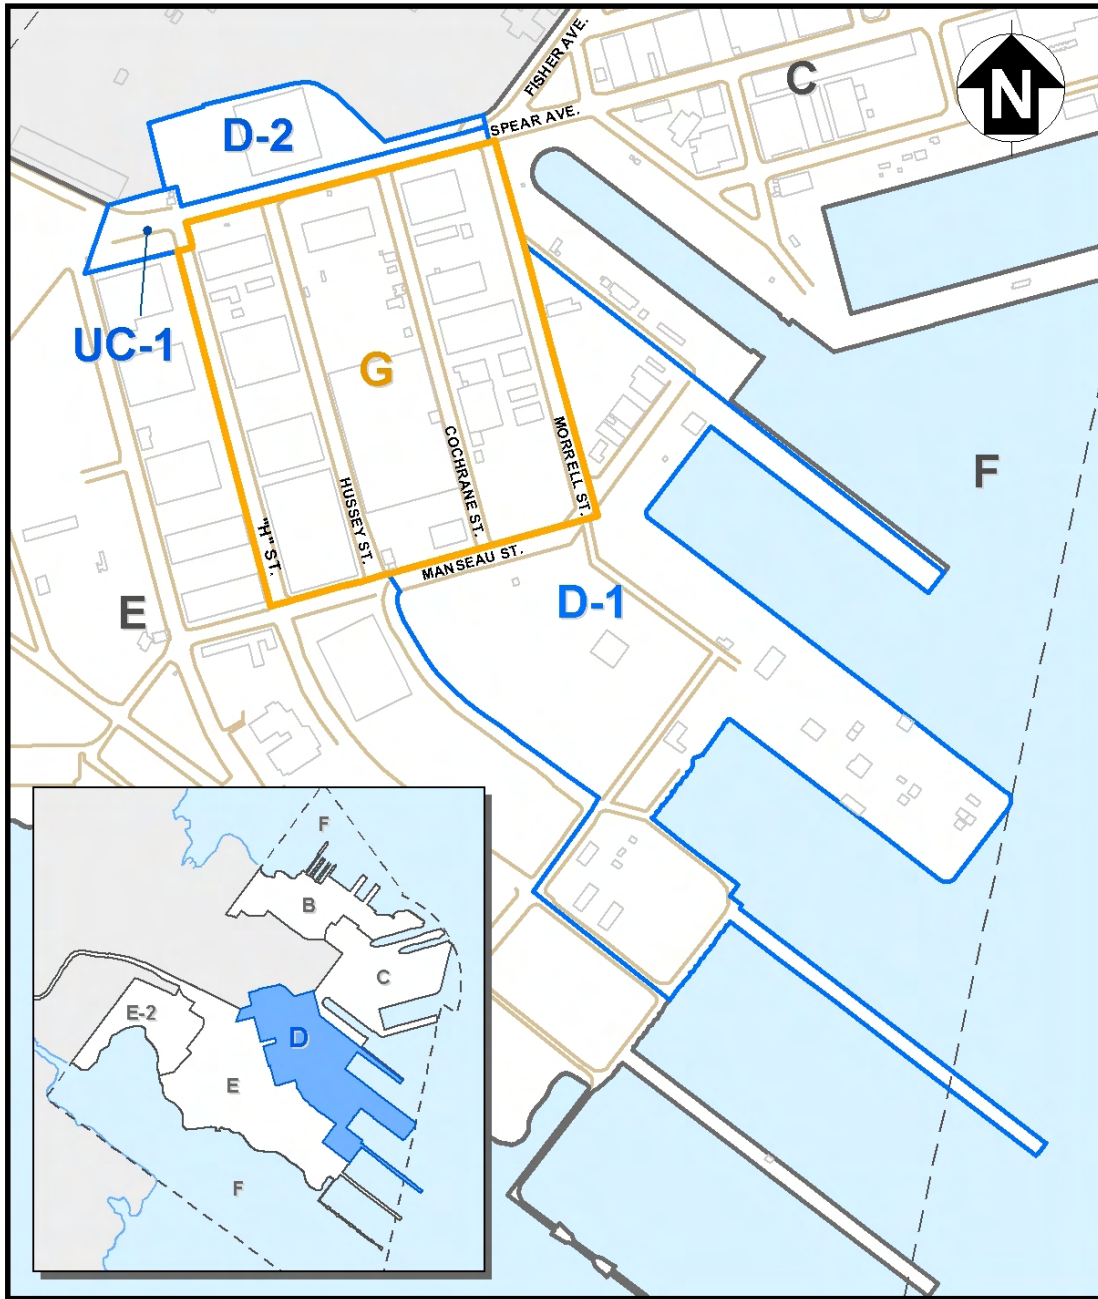 FISHER AVE.
C
N
SPEAR AVE.
D-2
UC-1
G
F
MORRELL ST.
COCHRANE ST.
HUSSEY ST.
"H" ST.
MANSEAU ST.
E
D-1
F
B
C
E-2
D
E
F